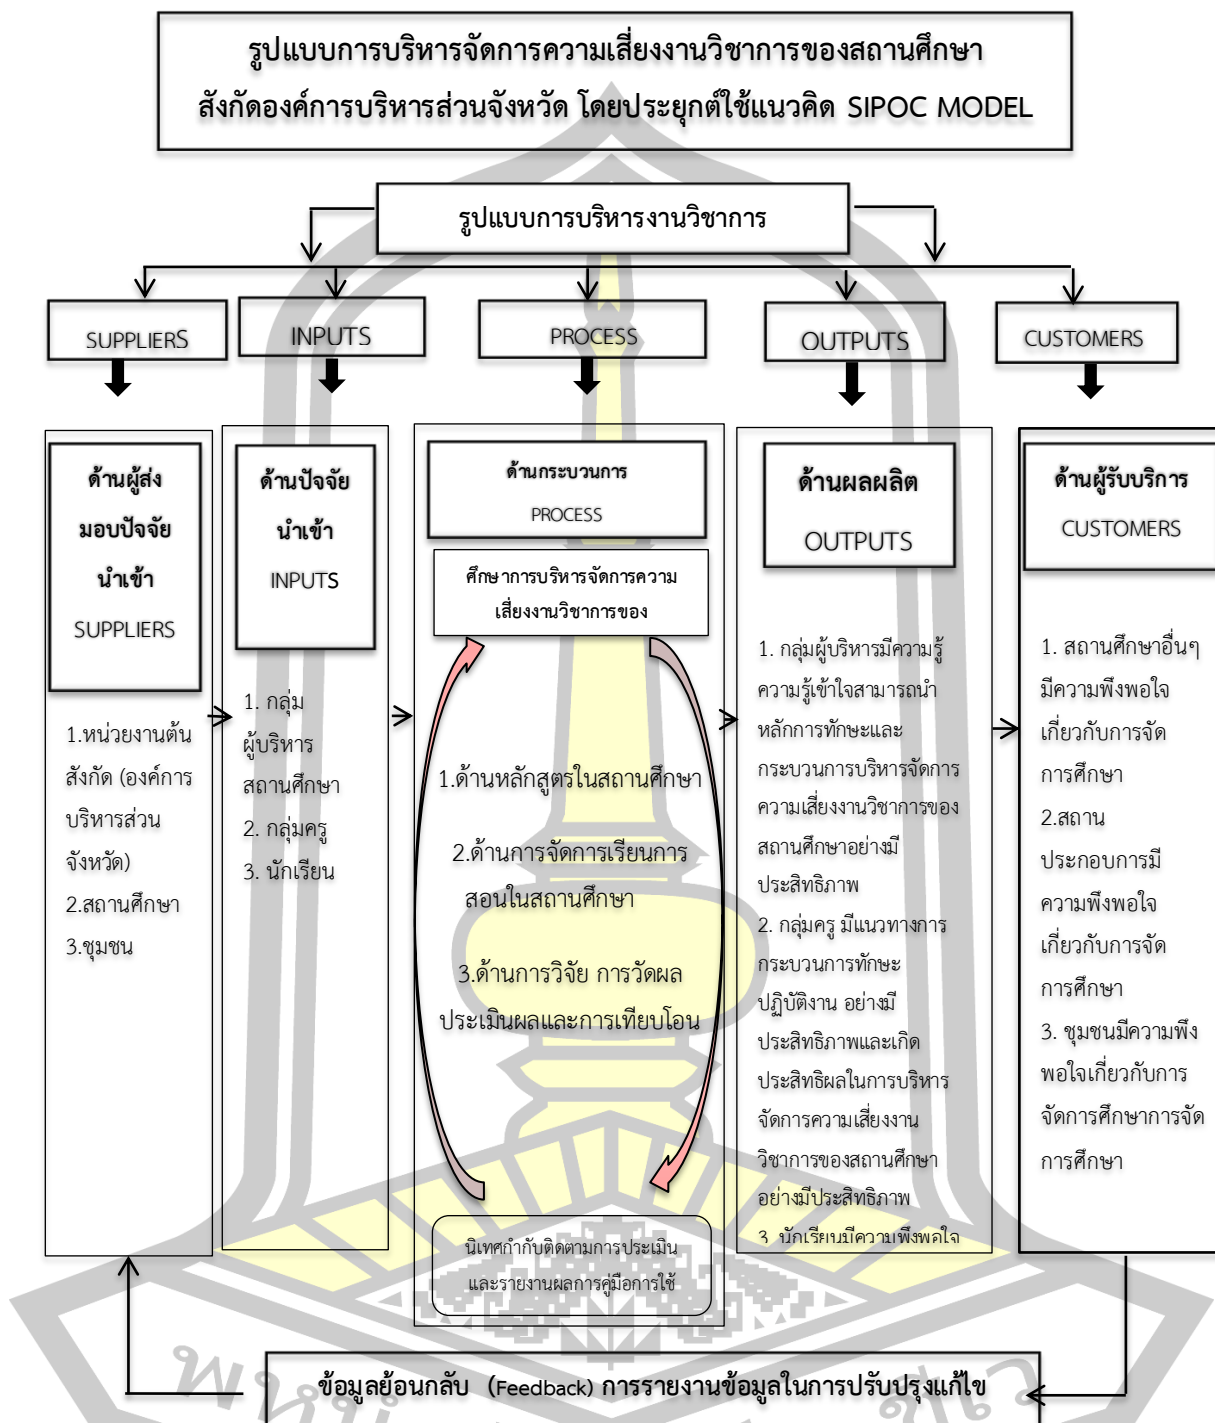 รูปแบบการบริหารจัดการความเสี่ยงงานวิชาการของสถานศึกษา
สังกัดองค์การบริหารส่วนจังหวัด โดยประยุกต์ใช้แนวคิด SIPOC MODEL
รูปแบบการบริหารงานวิชาการ
SUPPLIERS
INPUTS
PROCESS
OUTPUTS
CUSTOMERS
ด้านผู้ส่ง
มอบปัจจัย
นำเข้า
SUPPLIERS
1.หน่วยงานต้น
สังกัด (องค์การ
บริหารส่วน
จังหวัด)
2.สถานศึกษา
3.ชุมชน
ด้านปัจจัย
นำเข้า
INPUTS
1. กลุ่ม
ผู้บริหาร
สถานศึกษา
2. กลุ่มครู
3. นักเรียน
ด้านกระบวนการ
PROCESS
ศึกษาการบริหารจัดการความ
เสี่ยงงานวิชาการของ
1.ด้านหลักสูตรในสถานศึกษา
2.ด้านการจัดการเรียนการ
สอนในสถานศึกษา
3.ด้านการวิจัย การวัดผล
ประเมินผลและการเทียบโอน
นิเทศกำกับติดตามการประเมิน
และรายงานผลการคู่มือการใช้
ด้านผลผลิต
OUTPUTS
1. กลุ่มผู้บริหารมีความรู้
ความรู้เข้าใจสามารถนำ
หลักการทักษะและ
กระบวนการบริหารจัดการ
ความเสี่ยงงานวิชาการของ
สถานศึกษาอย่างมี
ประสิทธิภาพ
2. กลุ่มครู มีแนวทางการ
กระบวนการทักษะ
ปฏิบัติงาน อย่างมี
ประสิทธิภาพและเกิด
ประสิทธิผลในการบริหาร
จัดการความเสี่ยงงาน
วิชาการของสถานศึกษา
อย่างมีประสิทธิภาพ
3. นักเรียนมีความพึงพอใจ
ด้านผู้รับบริการ
CUSTOMERS
1. สถานศึกษาอื่นๆ
มีความพึงพอใจ
เกี่ยวกับการจัด
การศึกษา
2.สถาน
ประกอบการมี
ความพึงพอใจ
เกี่ยวกับการจัด
การศึกษา
3. ชุมชนมีความพึง
พอใจเกี่ยวกับการ
จัดการศึกษาการจัด
การศึกษา
ข้อมูลย้อนกลับ (Feedback) การรายงานข้อมูลในการปรับปรุงแก้ไข